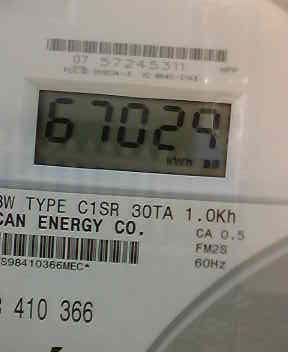 07 57245311
67029
kWh
3W TYPE C1SR 30TA 1.0Kh
CAN ENERGY CO.
CA 0.5
FM2S
60Hz
S98410366MEC*
410 366